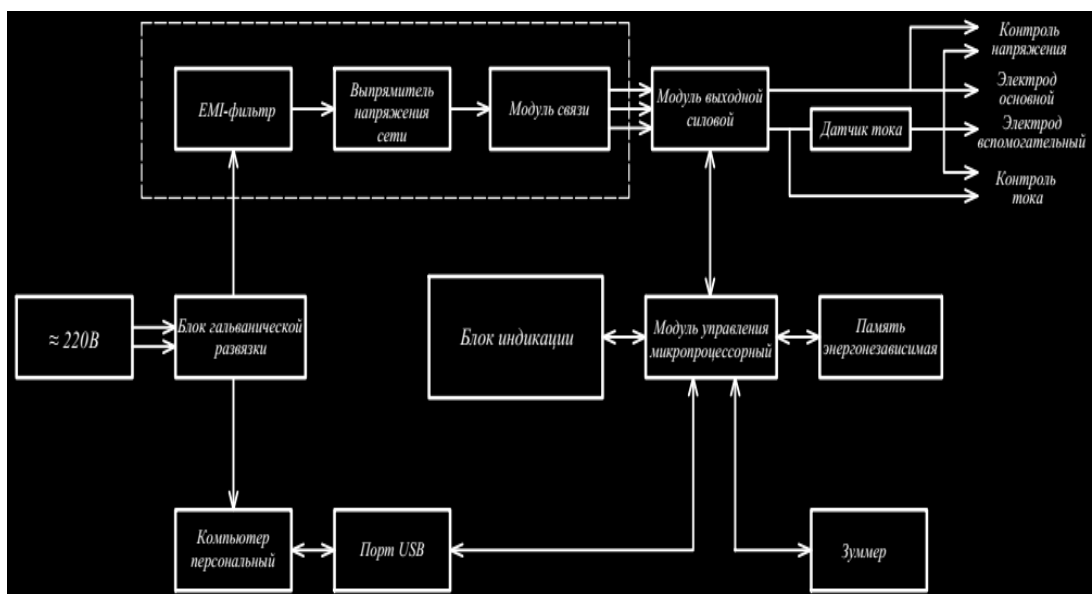 Контроль
напряжения
EMI-фильтр
Выпрямитель
напряжения
сети
Модуль связи
Модуль выходной
силовой
Электрод
основной
Датчик тока
Электрод
вспомогательный
Контроль
тока
≈ 220В
Блок гальванической
развязки
Блок индикации
Модуль управления
микропроцессорный
Память
энергонезависимая
Компьютер
персональный
Порт USB
Зуммер